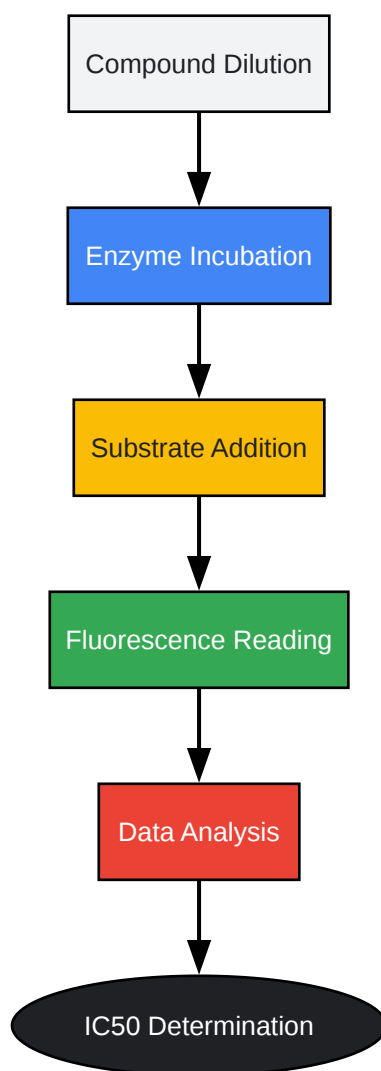 Compound Dilution
Enzyme Incubation
Substrate Addition
Fluorescence Reading
Data Analysis
IC50 Determination